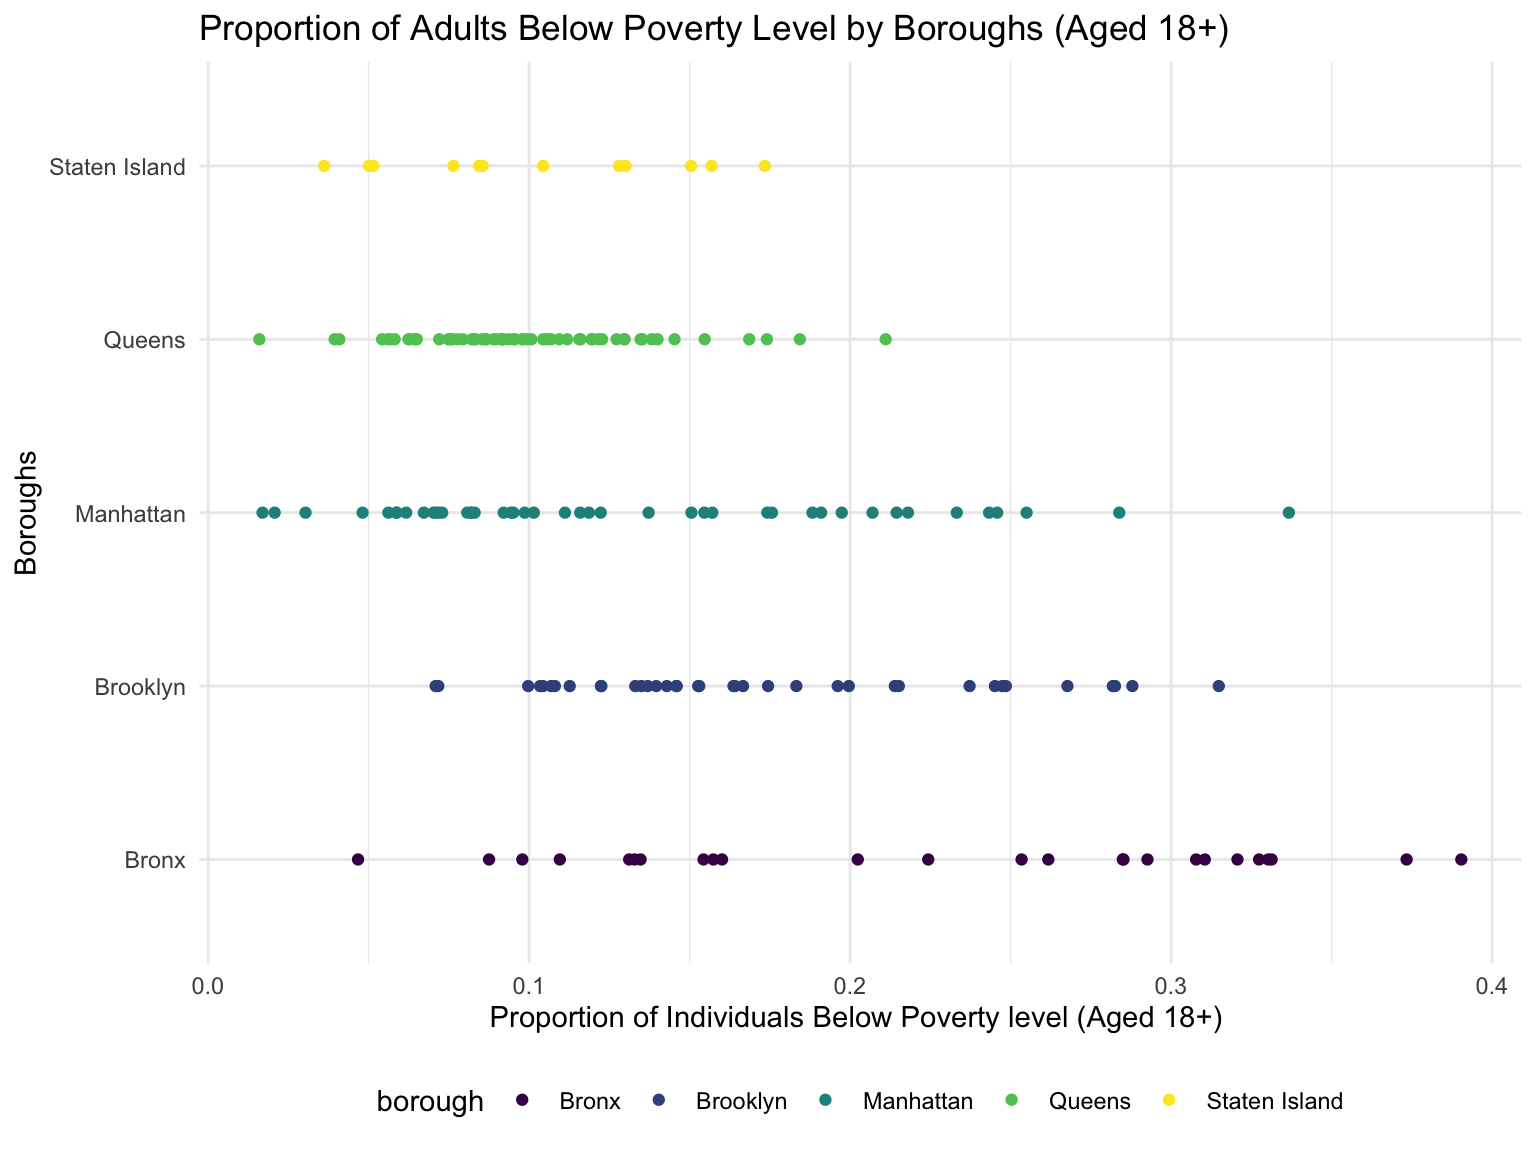 Proportion of Adults Below Poverty Level by Boroughs (Aged 18+)
Boroughs
Staten Island
Queens
Manhattan
Brooklyn
Bronx
0.0 0.1 0.2 0.3 0.4
Proportion of Individuals Below Poverty level (Aged 18+)
borough Bronx Brooklyn Manhattan Queens Staten Island